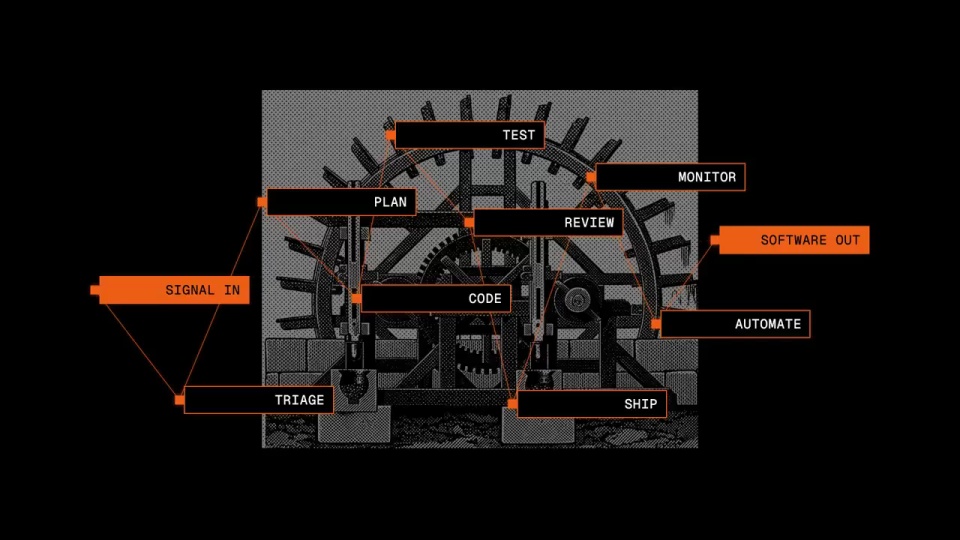 SIGNAL IN
TRIAGE
PLAN
CODE
TEST
REVIEW
SHIP
MONITOR
AUTOMATE
SOFTWARE OUT